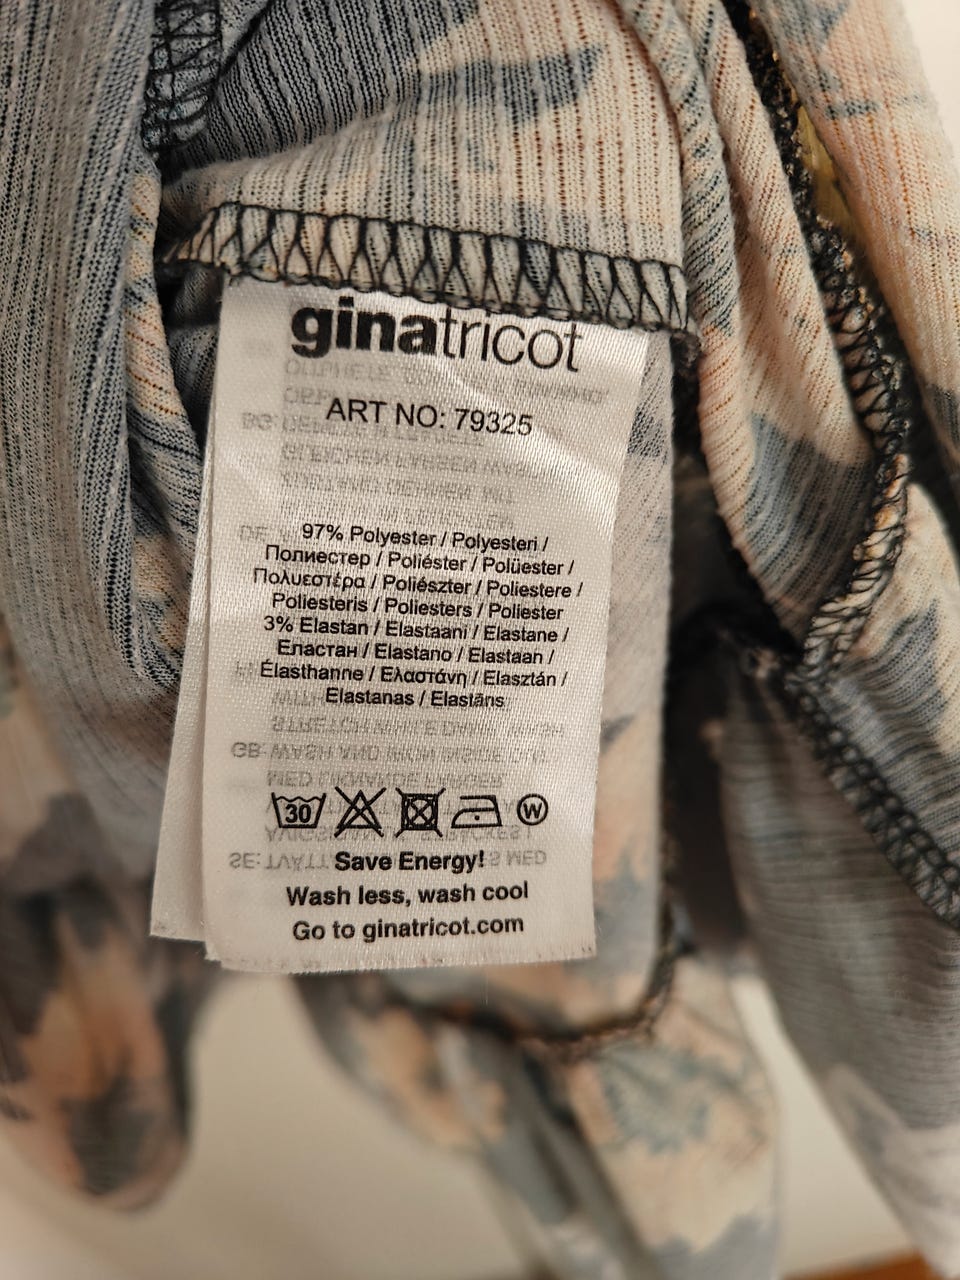 ginatricot
ART NO: 79325
97% Polyester / Polyesteri /
Полиестер / Poliéster / Polüester /
Πολυεστέρα / Poliészter / Poliestere /
Poliesteris / Poliesters / Poliester
3% Elastan / Elastaani / Elastane /
Еластан / Elastano / Elastaan /
Élasthanne / Ελαστάνη / Elasztán /
Elastanas / Elastāns
30
W
Save Energy!
Wash less, wash cool
Go to ginatricot.com